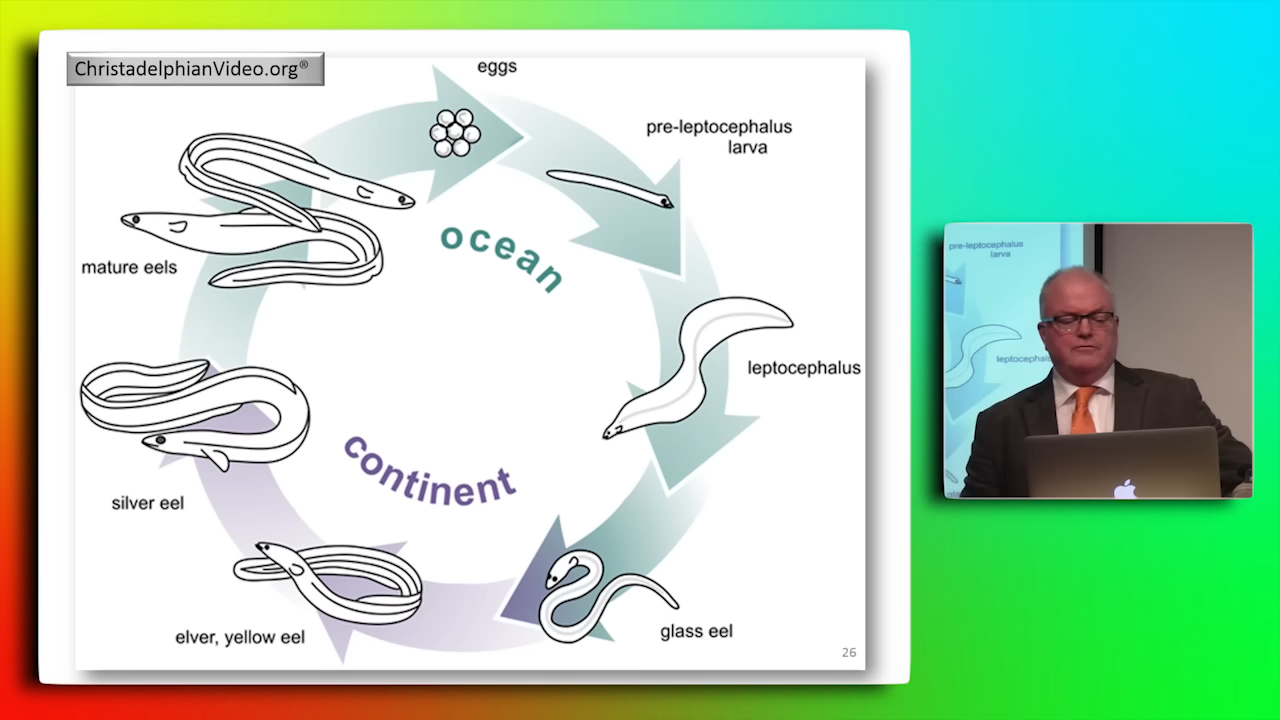 ChristadelphianVideo.org®
eggs
pre-leptocephalus
larva
ocean
mature eels
leptocephalus
continent
silver eel
elver, yellow eel
glass eel
26
pre-leptocephalus
larva